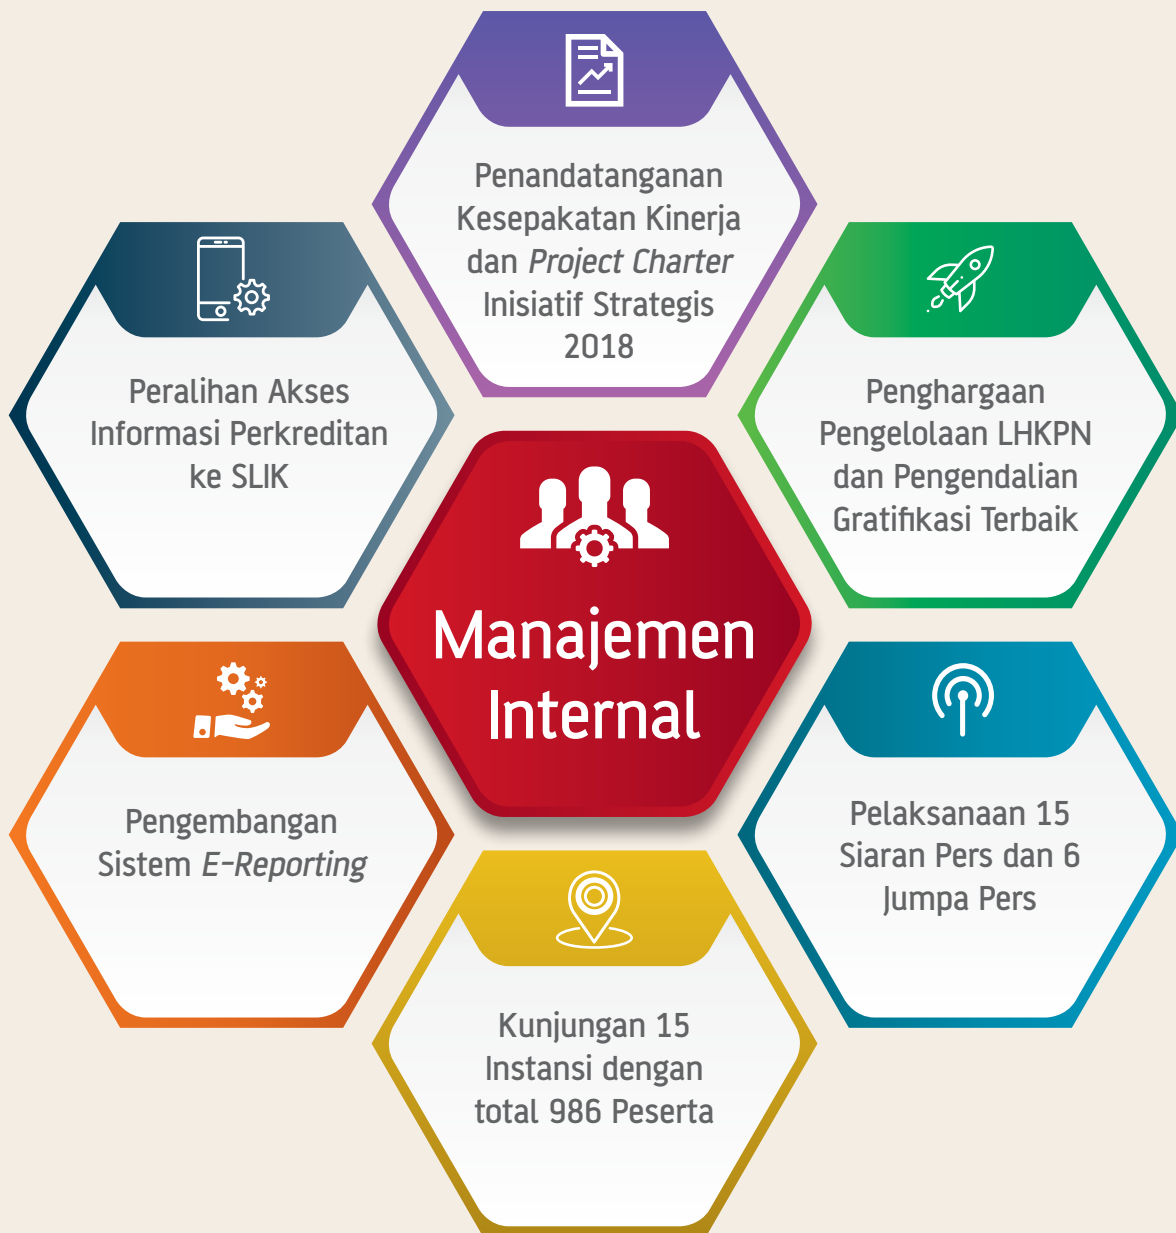 Penandatanganan
Kesepakatan Kinerja
dan Project Charter
Inisiatif Strategis
2018
Peralihan Akses
Informasi Perkreditan
ke SLIK
Penghargaan
Pengelolaan LHKPN
dan Pengendalian
Gratifikasi Terbaik
Manajemen
Internal
Pengembangan
Sistem E-Reporting
Pelaksanaan 15
Siaran Pers dan 6
Jumpa Pers
Kunjungan 15
Instansi dengan
total 986 Peserta